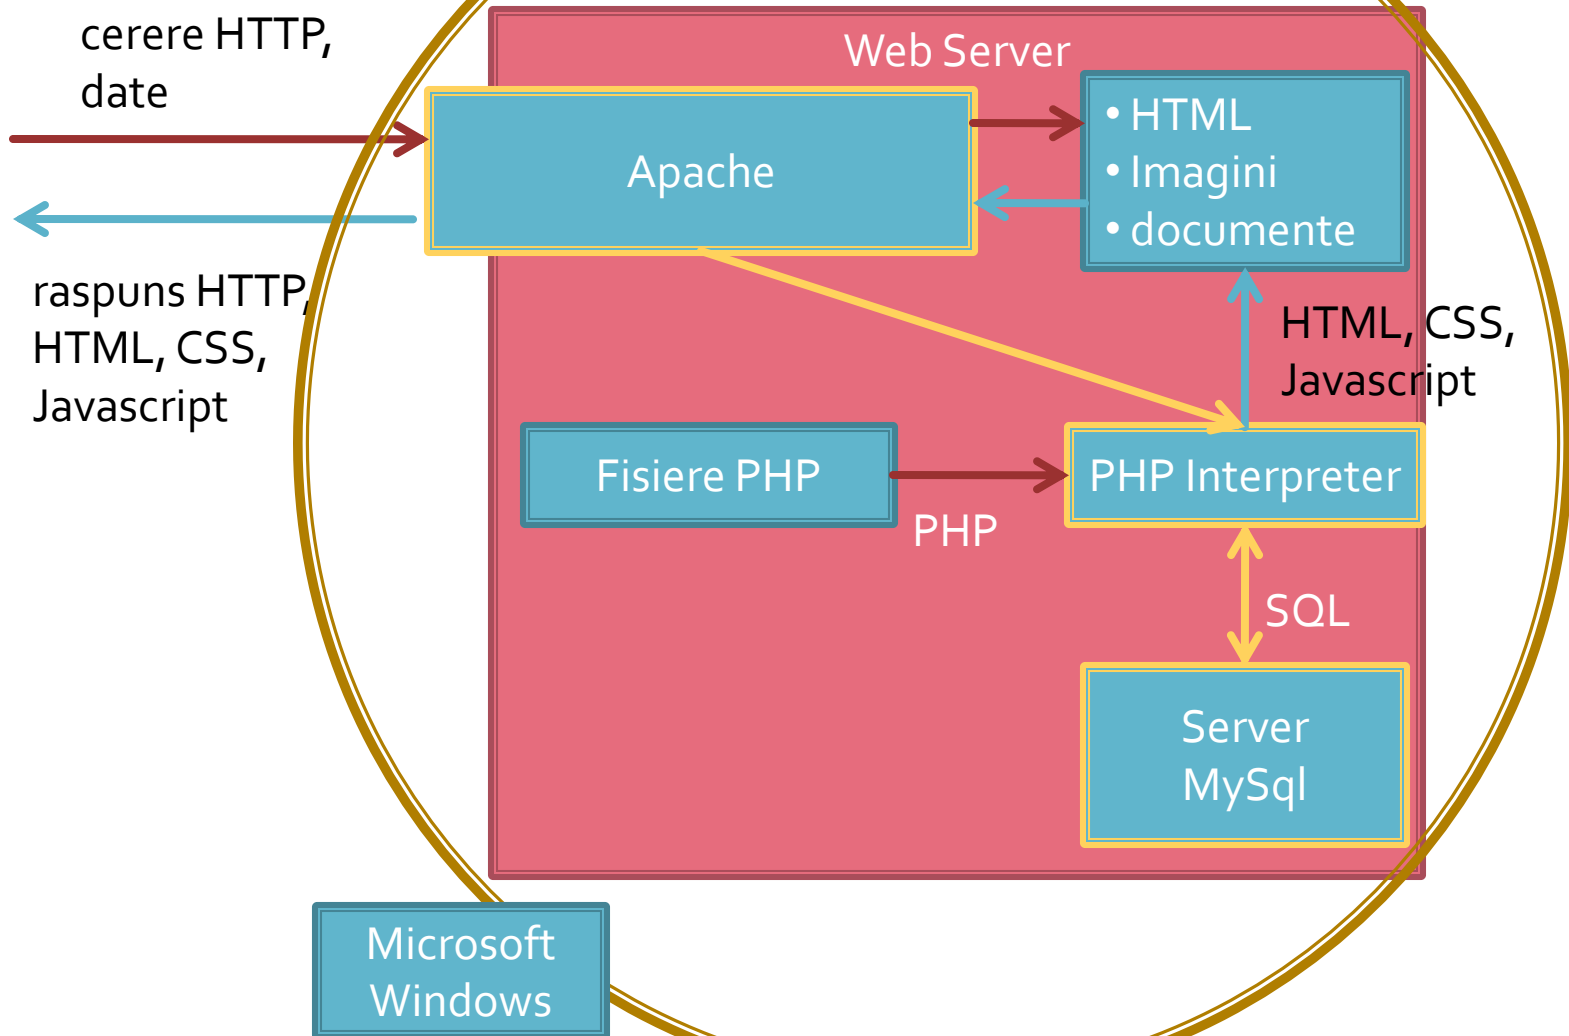 cerere HTTP,
date
Web Server
Apache
• HTML
• Imagini
• documente
raspuns HTTP,
HTML, CSS,
Javascript
HTML, CSS,
Javascript
Fisiere PHP
PHP
PHP Interpreter
SQL
Server
MySql
Microsoft
Windows